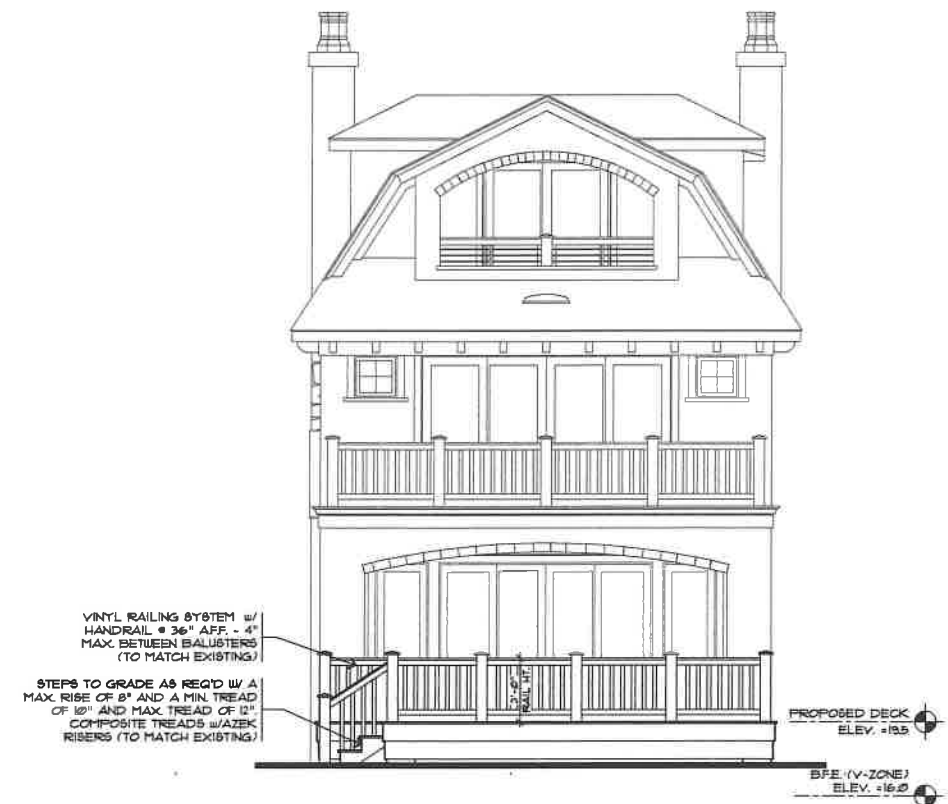 VINYL RAILING SYSTEM W/
HANDRAIL @ 36" A.F.F. - 4"
MAX. BETWEEN BALUSTERS
(TO MATCH EXISTING)
STEPS TO GRADE AS REQ'D W/ A
MAX. RISE OF 8" AND A MIN. TREAD
OF 10" AND MAX. TREAD OF 12".
COMPOSITE TREADS W/AZEK
RISERS (TO MATCH EXISTING)
3'-0"
RAIL HT.
PROPOSED DECK
ELEV. =19.5
B.F.E. (V-ZONE)
ELEV. =16.0